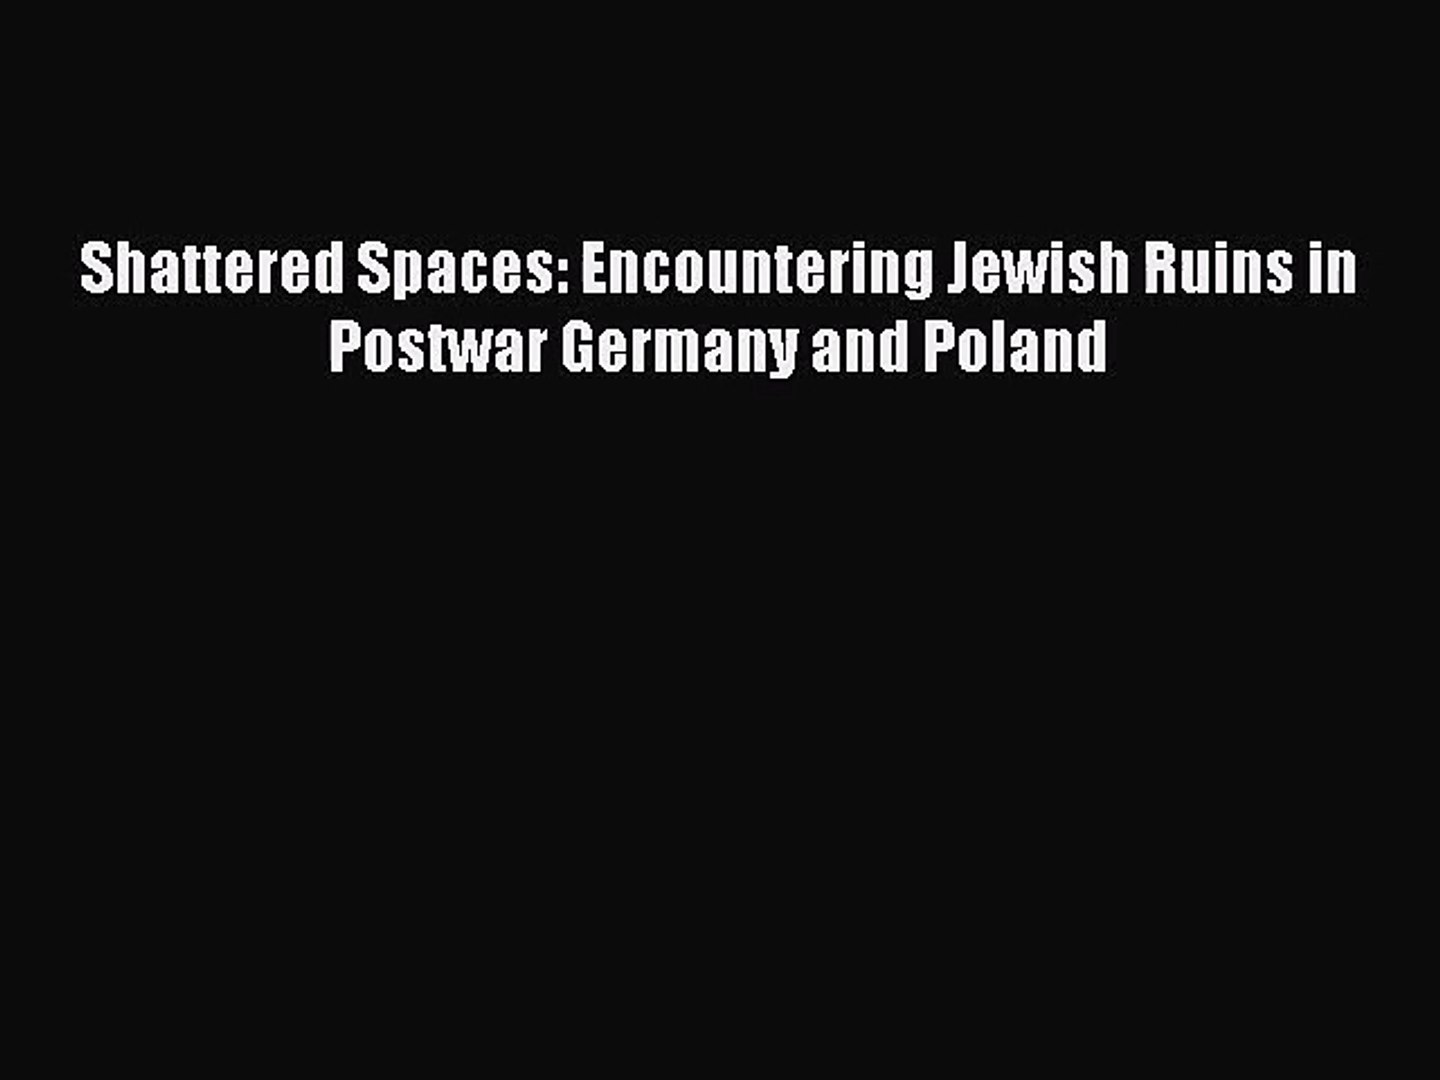 Shattered Spaces: Encountering Jewish Ruins in
Postwar Germany and Poland